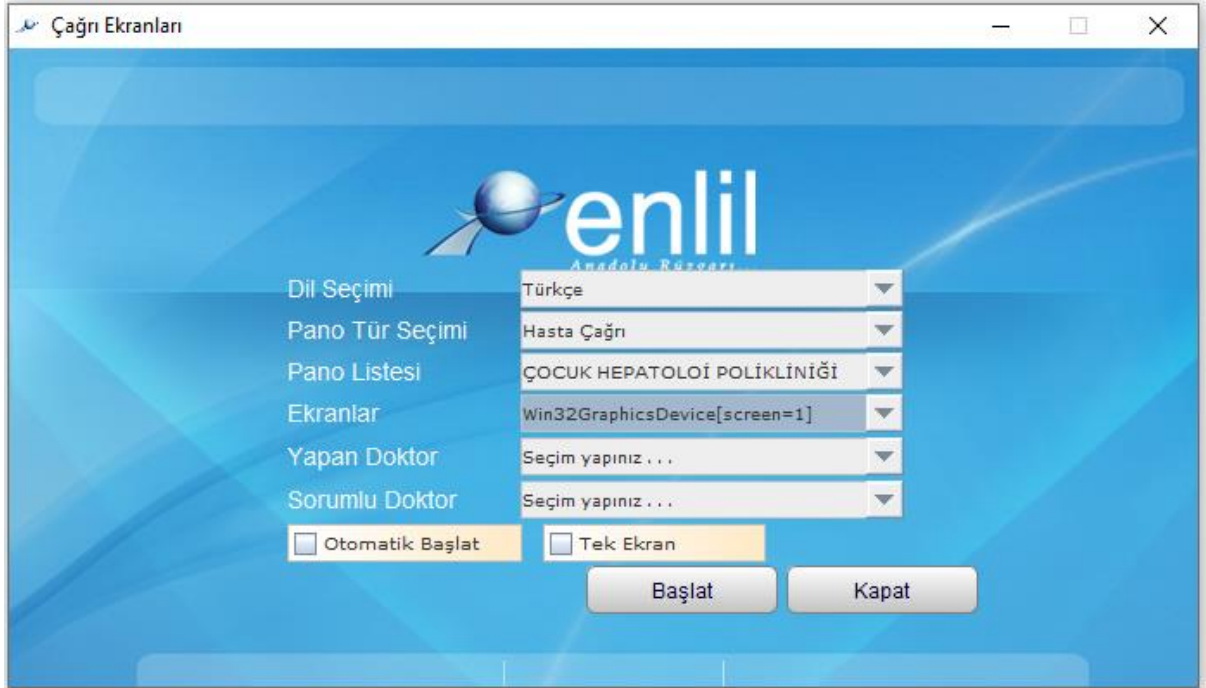 Çağrı Ekranları
enlil
Anadolu Rüzgarı...
Dil Seçimi Türkçe
Pano Tür Seçimi Hasta Çağrı
Pano Listesi ÇOCUK HEPATOLOİ POLİKLİNİĞİ
Ekranlar Win32GraphicsDevice[screen=1]
Yapan Doktor Seçim yapınız . . .
Sorumlu Doktor Seçim yapınız . . .
Otomatik Başlat Tek Ekran
Başlat Kapat